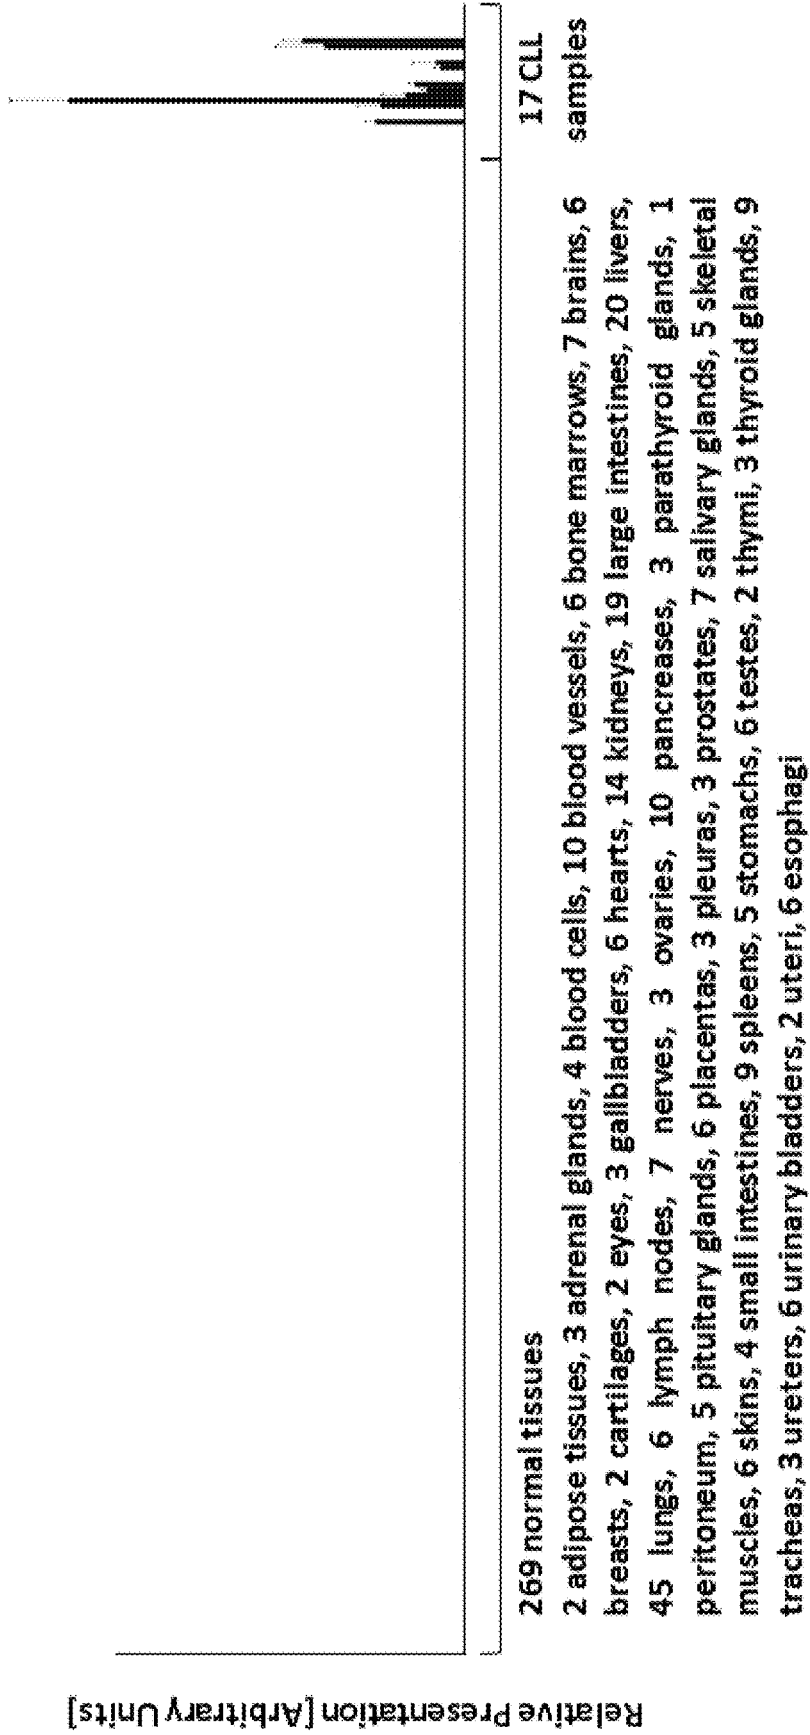 Relative Presentation [Arbitrary Units]
269 normal tissues
2 adipose tissues, 3 adrenal glands, 4 blood cells, 10 blood vessels, 6 bone marrows, 7 brains, 6
breasts, 2 cartilages, 2 eyes, 3 gallbladders, 6 hearts, 14 kidneys, 19 large intestines, 20 livers,
45 lungs, 6 lymph nodes, 7 nerves, 3 ovaries, 10 pancreases, 3 parathyroid glands, 1
peritoneum, 5 pituitary glands, 6 placentas, 3 pleuras, 3 prostates, 7 salivary glands, 5 skeletal
muscles, 6 skins, 4 small intestines, 9 spleens, 5 stomachs, 6 testes, 2 thymi, 3 thyroid glands, 9
tracheas, 3 ureters, 6 urinary bladders, 2 uteri, 6 esophagi
17 CLL
samples